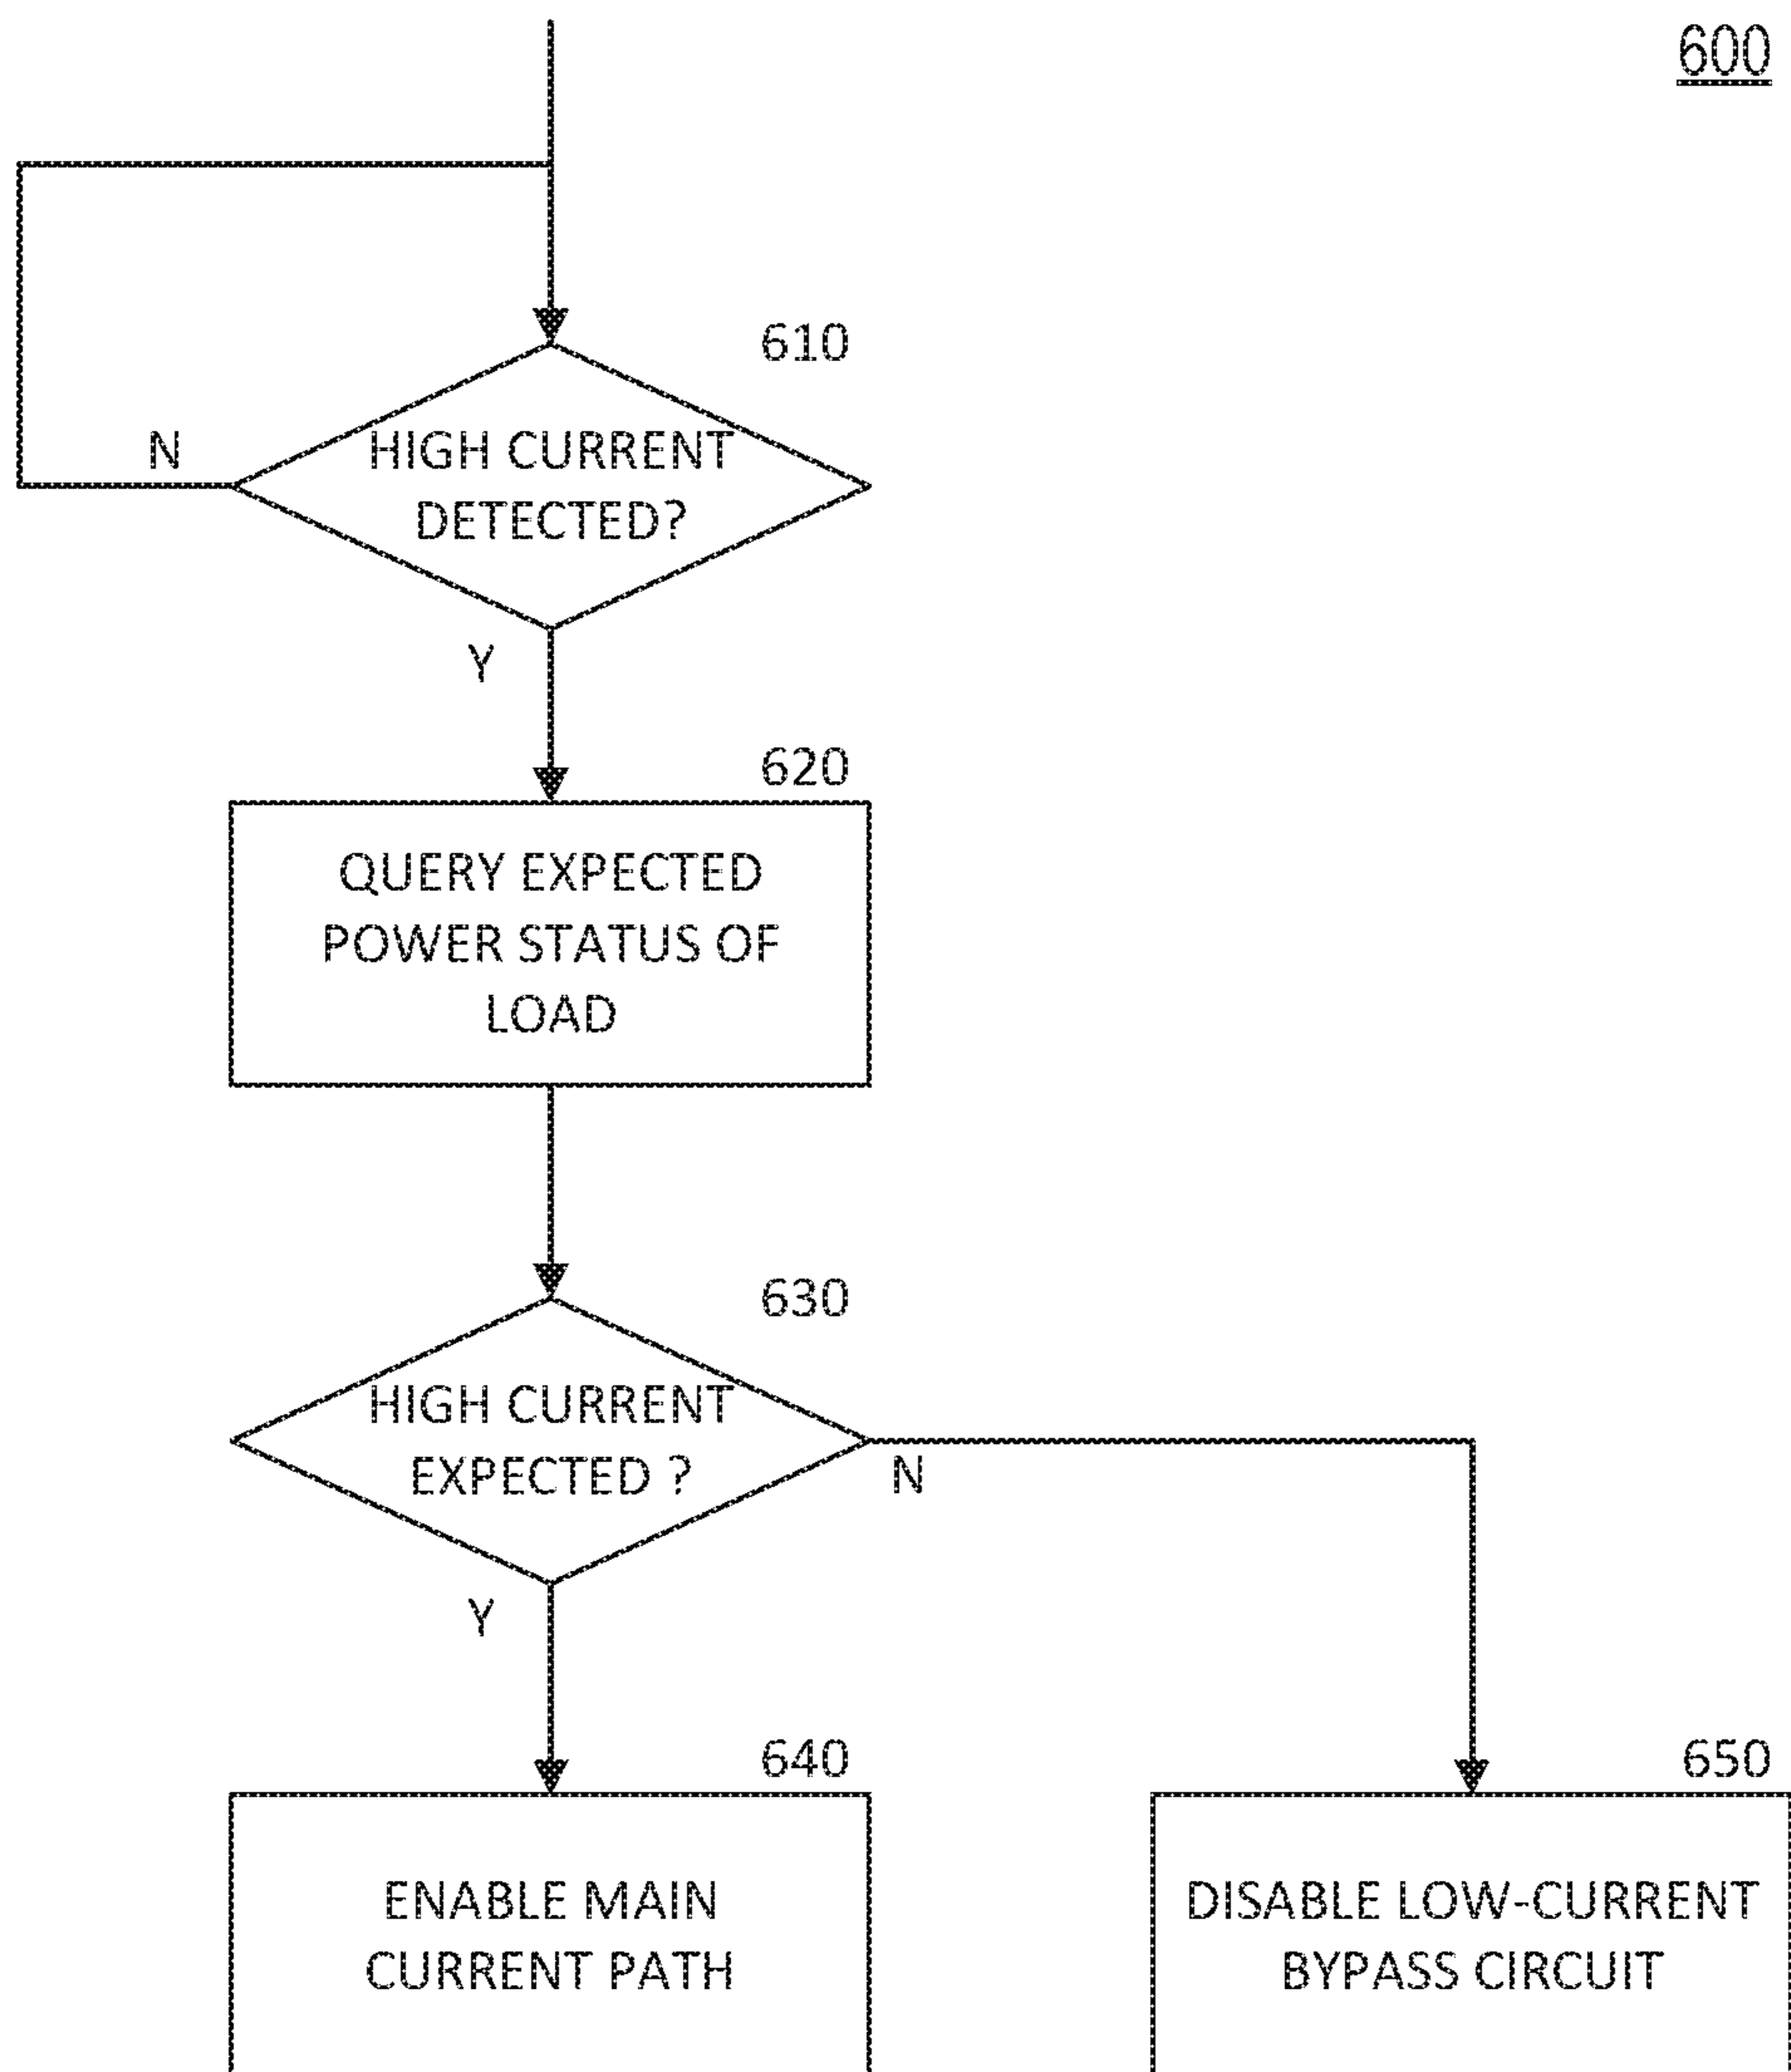 600
610
N
HIGH CURRENT
DETECTED?
Y
620
QUERY EXPECTED
POWER STATUS OF
LOAD
630
HIGH CURRENT
EXPECTED ?
N
Y
640
650
ENABLE MAIN
CURRENT PATH
DISABLE LOW-CURRENT
BYPASS CIRCUIT